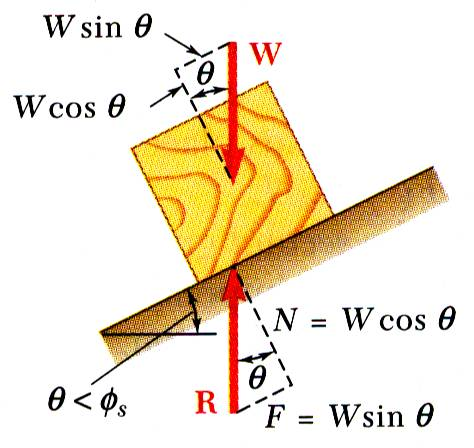 W sin θ
W
θ
W cos θ
N = W cos θ
θ
θ < ϕs
R
F = W sin θ